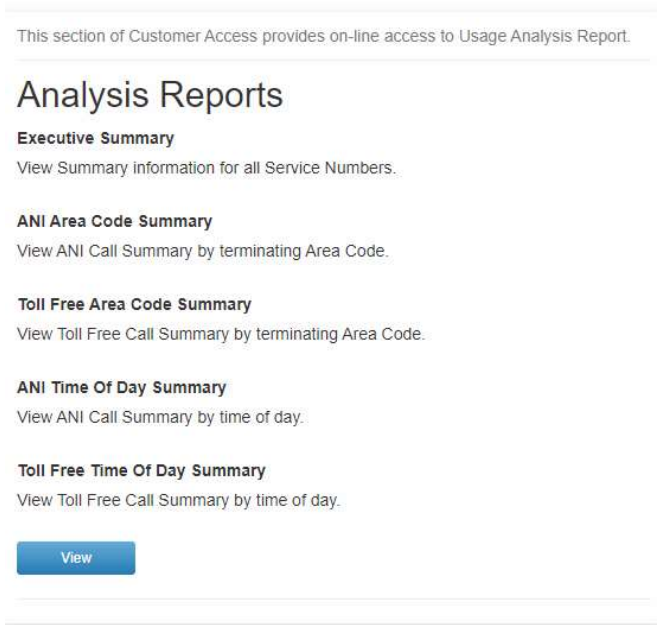 This section of Customer Access provides on-line access to Usage Analysis Report.
Analysis Reports
Executive Summary
View Summary information for all Service Numbers.
ANI Area Code Summary
View ANI Call Summary by terminating Area Code.
Toll Free Area Code Summary
View Toll Free Call Summary by terminating Area Code.
ANI Time Of Day Summary
View ANI Call Summary by time of day.
Toll Free Time Of Day Summary
View Toll Free Call Summary by time of day.
View